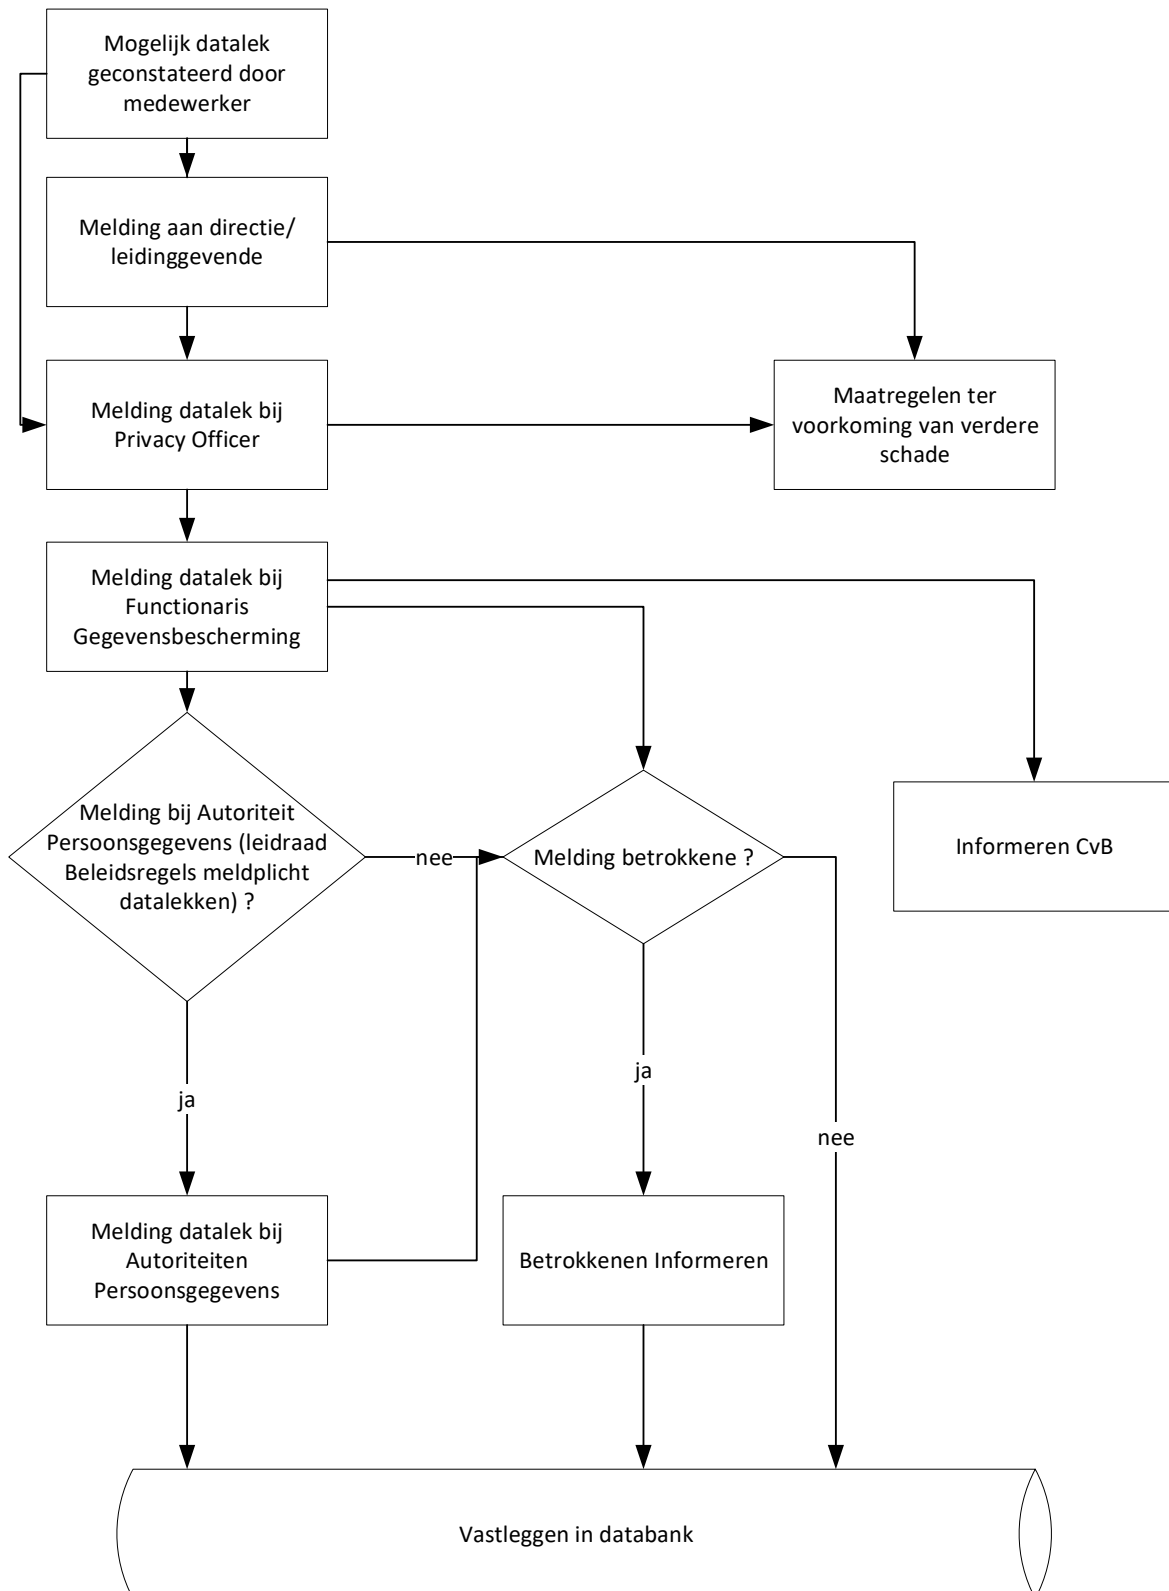 Mogelijk datalek
geconstateerd door
medewerker
Melding aan directie/
leidinggevende
Melding datalek bij
Privacy Officer
Maatregelen ter
voorkoming van verdere
schade
Melding datalek bij
Functionaris
Gegevensbescherming
Melding bij Autoriteit
Persoonsgegevens (leidraad
Beleidsregels meldplicht
datalekken) ?
nee
Melding betrokkene ?
Informeren CvB
ja
ja
nee
Melding datalek bij
Autoriteiten
Persoonsgegevens
Betrokkenen Informeren
Vastleggen in databank